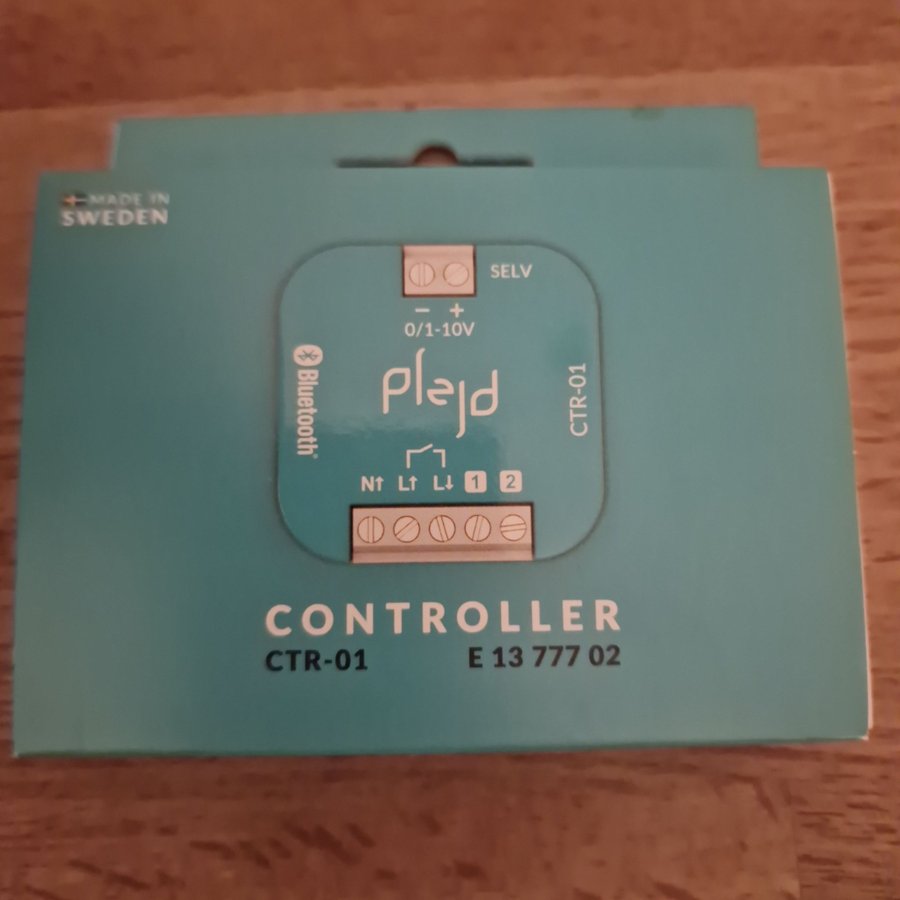 MADE IN
SWEDEN
SELV
- +
0/1-10V
Bluetooth®
plejd
CTR-01
N↑ L↑ L↓ 1 2
CONTROLLER
CTR-01 E 13 777 02